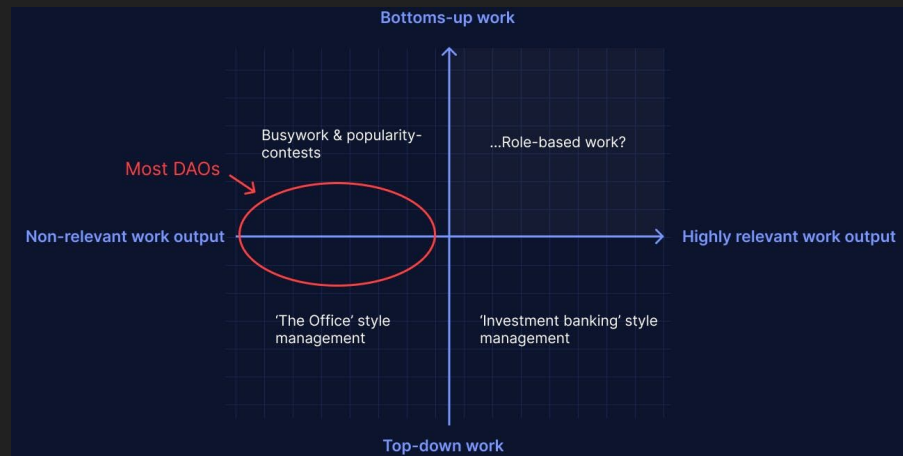 Bottoms-up work
Busywork & popularity-
contests
...Role-based work?
Most DAOs
Non-relevant work output
Highly relevant work output
‘The Office’ style
management
‘Investment banking’ style
management
Top-down work